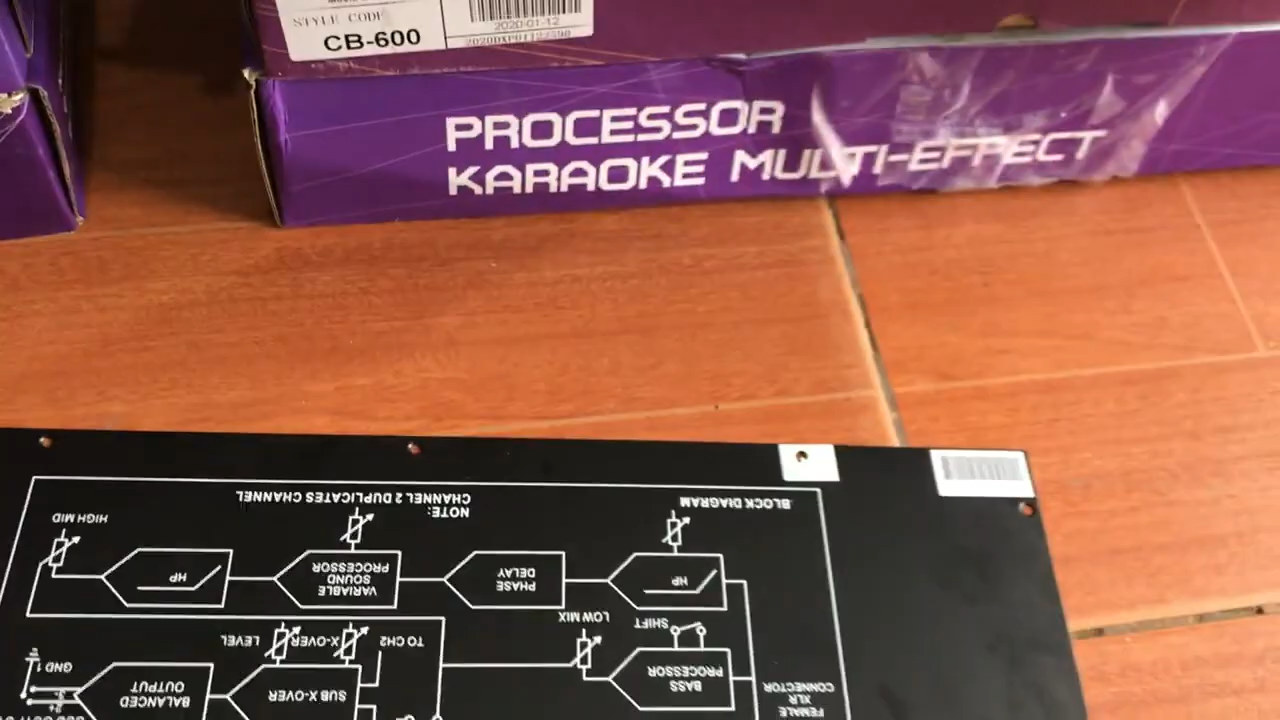 STYLE CODE
CB-600
2020-01-12
PROCESSOR
KARAOKE MULTI-EFFECT
BLOCK DIAGRAM
NOTE:
CHANNEL 2 DUPLICATES CHANNEL
HIGH MID
HP
PHASE
DELAY
VARIABLE
SOUND
PROCESSOR
HP
LOW MIX
SHIFT
TO CH2
X-OVER
LEVEL
FEMALE
XLR
CONNECTOR
BASS
PROCESSOR
SUB X-OVER
BALANCED
OUTPUT
GND 1